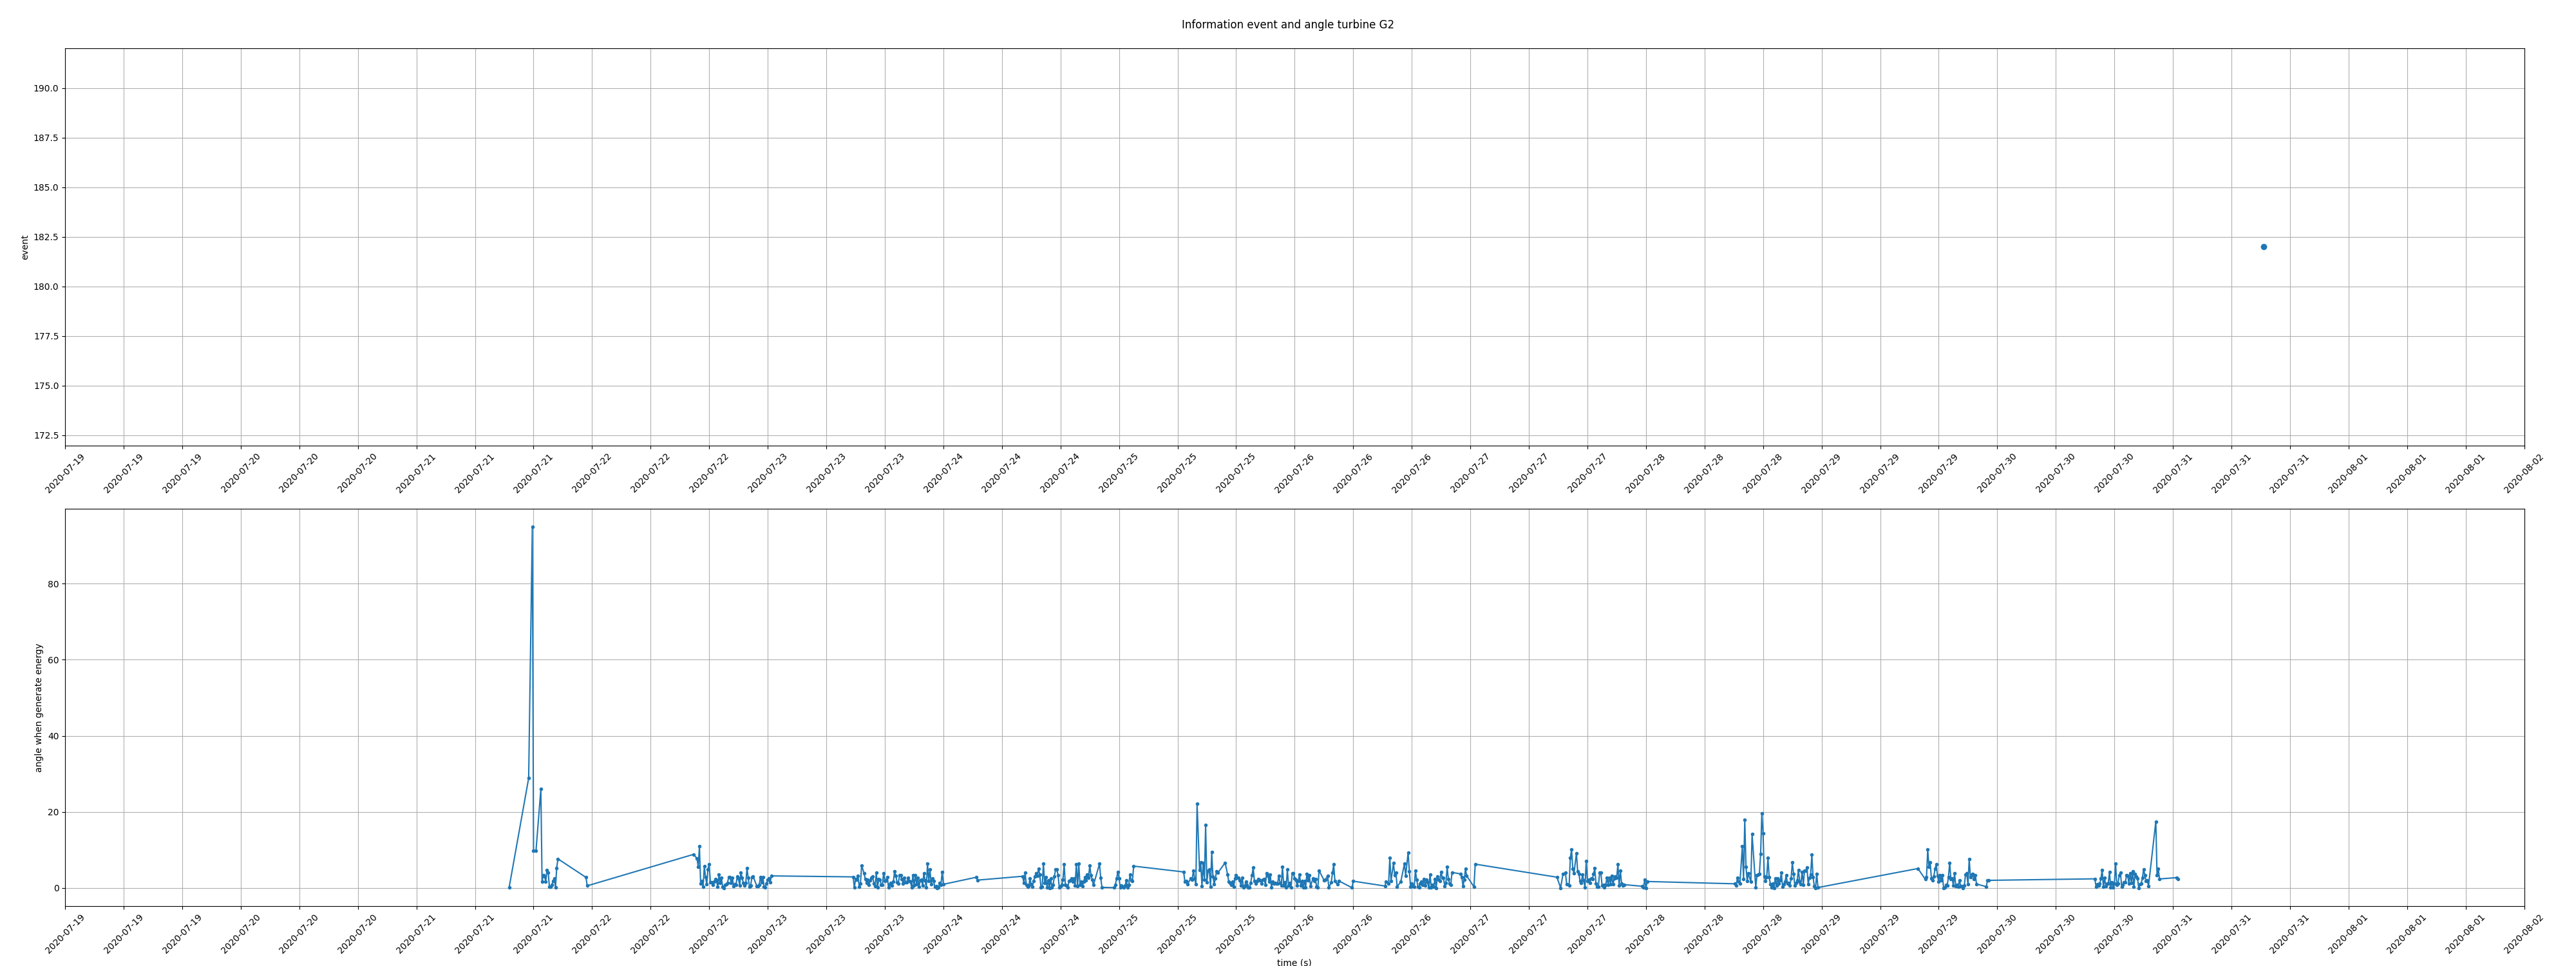 Information event and angle turbine G2
190.0
187.5
185.0
182.5
180.0
177.5
175.0
172.5
event
2020-07-19 2020-07-19 2020-07-19 2020-07-20 2020-07-20 2020-07-20 2020-07-21 2020-07-21 2020-07-21 2020-07-22 2020-07-22 2020-07-22 2020-07-23 2020-07-23 2020-07-23 2020-07-24 2020-07-24 2020-07-24 2020-07-25 2020-07-25 2020-07-25 2020-07-26 2020-07-26 2020-07-26 2020-07-27 2020-07-27 2020-07-27 2020-07-28 2020-07-28 2020-07-28 2020-07-29 2020-07-29 2020-07-29 2020-07-30 2020-07-30 2020-07-30 2020-07-31 2020-07-31 2020-07-31 2020-08-01 2020-08-01 2020-08-01 2020-08-02
80
60
40
20
0
angle when generate energy
2020-07-19 2020-07-19 2020-07-19 2020-07-20 2020-07-20 2020-07-20 2020-07-21 2020-07-21 2020-07-21 2020-07-22 2020-07-22 2020-07-22 2020-07-23 2020-07-23 2020-07-23 2020-07-24 2020-07-24 2020-07-24 2020-07-25 2020-07-25 2020-07-25 2020-07-26 2020-07-26 2020-07-26 2020-07-27 2020-07-27 2020-07-27 2020-07-28 2020-07-28 2020-07-28 2020-07-29 2020-07-29 2020-07-29 2020-07-30 2020-07-30 2020-07-30 2020-07-31 2020-07-31 2020-07-31 2020-08-01 2020-08-01 2020-08-01 2020-08-02
time (s)